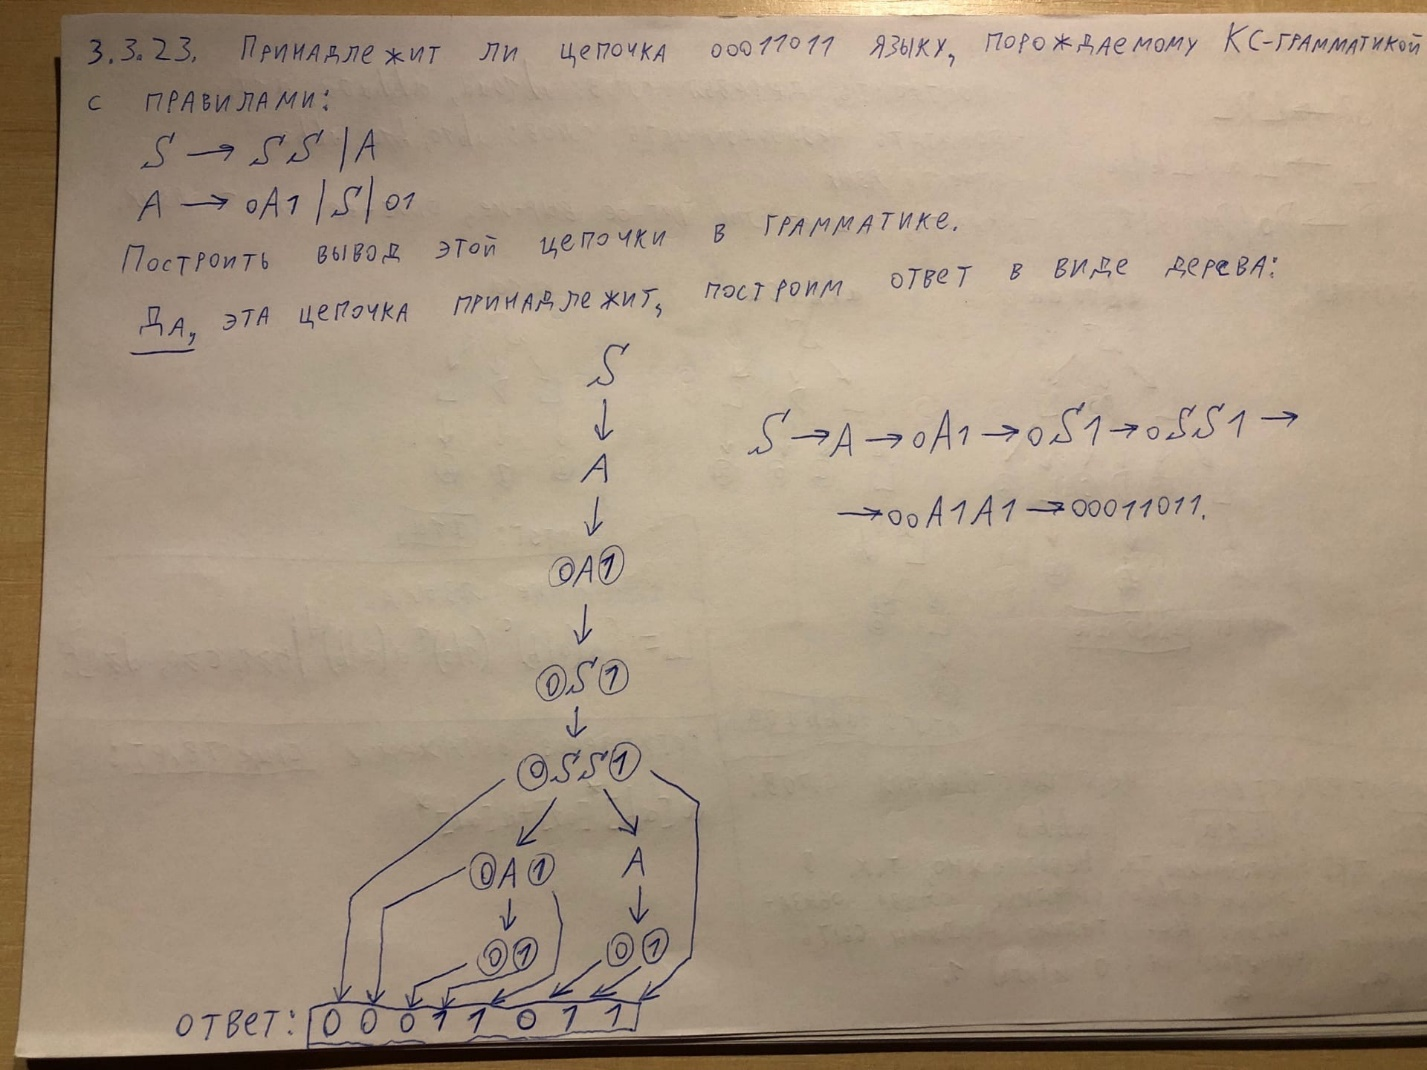 3.3.23. Принадлежит ли цепочка 00011011 языку, порождаемому КС-грамматикой
с правилами:
S → SS | A
A → 0A1 | S | 01
Построить вывод этой цепочки в грамматике.
Да, эта цепочка принадлежит, построим ответ в виде дерева:
S
S → A → 0A1 → 0S1 → 0SS1 →
A
→ 00A1A1 → 00011011.
0A1
0S1
0SS1
0A1 A
01 01
ответ: 00011011